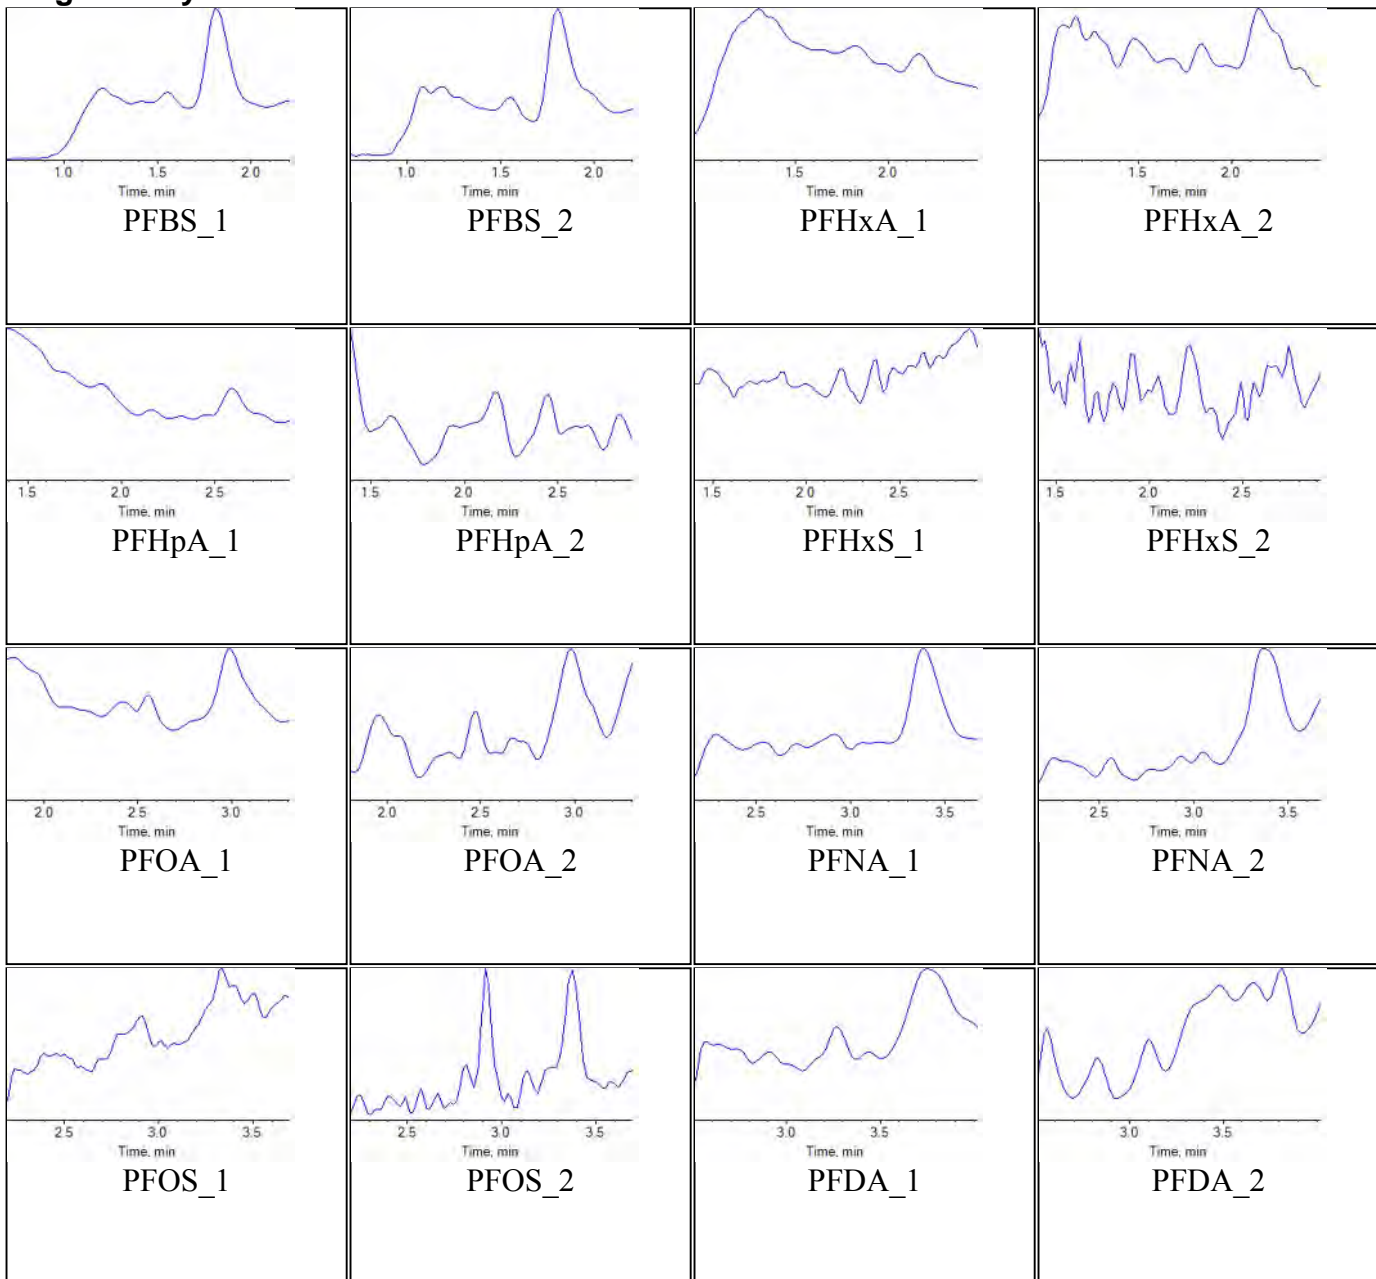 1.0 1.5 2.0 1.0 1.5 2.0 1.5 2.0 1.5 2.0
Time, min Time, min Time, min Time, min
PFBS_1 PFBS_2 PFHxA_1 PFHxA_2
1.5 2.0 2.5 1.5 2.0 2.5 1.5 2.0 2.5 1.5 2.0 2.5
Time, min Time, min Time, min Time, min
PFHpA_1 PFHpA_2 PFHxS_1 PFHxS_2
2.0 2.5 3.0 2.0 2.5 3.0 2.5 3.0 3.5 2.5 3.0 3.5
Time, min Time, min Time, min Time, min
PFOA_1 PFOA_2 PFNA_1 PFNA_2
2.5 3.0 3.5 2.5 3.0 3.5 3.0 3.5 3.0 3.5
Time, min Time, min Time, min Time, min
PFOS_1 PFOS_2 PFDA_1 PFDA_2